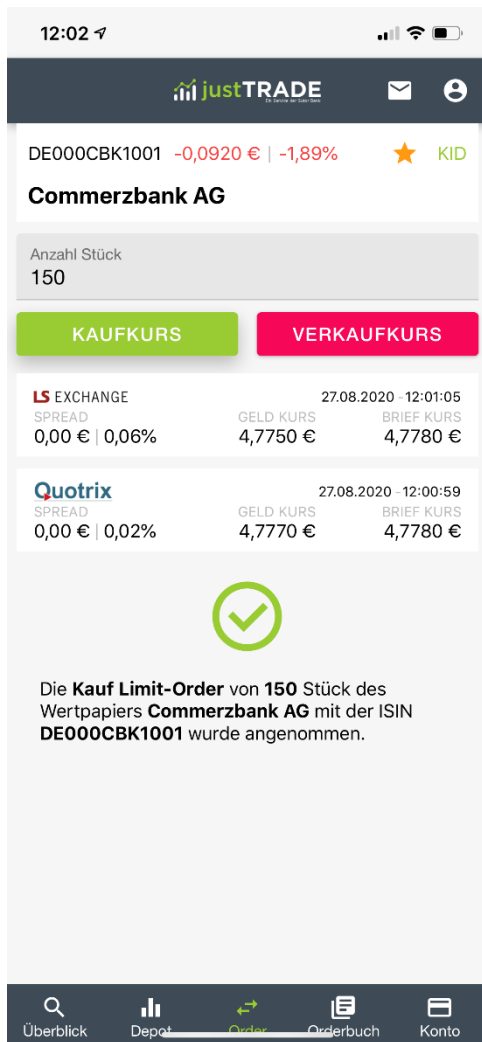 12:02
justTRADE
Ein Service der Sutor Bank
DE000CBK1001 -0,0920 € | -1,89% KID
Commerzbank AG
Anzahl Stück
150
KAUFKURS VERKAUFKURS
LS EXCHANGE 27.08.2020 - 12:01:05
SPREAD GELD KURS BRIEF KURS
0,00 € | 0,06% 4,7750 € 4,7780 €
Quotrix 27.08.2020 - 12:00:59
SPREAD GELD KURS BRIEF KURS
0,00 € | 0,02% 4,7770 € 4,7780 €
Die Kauf Limit-Order von 150 Stück des
Wertpapiers Commerzbank AG mit der ISIN
DE000CBK1001 wurde angenommen.
Überblick Depot Order Orderbuch Konto